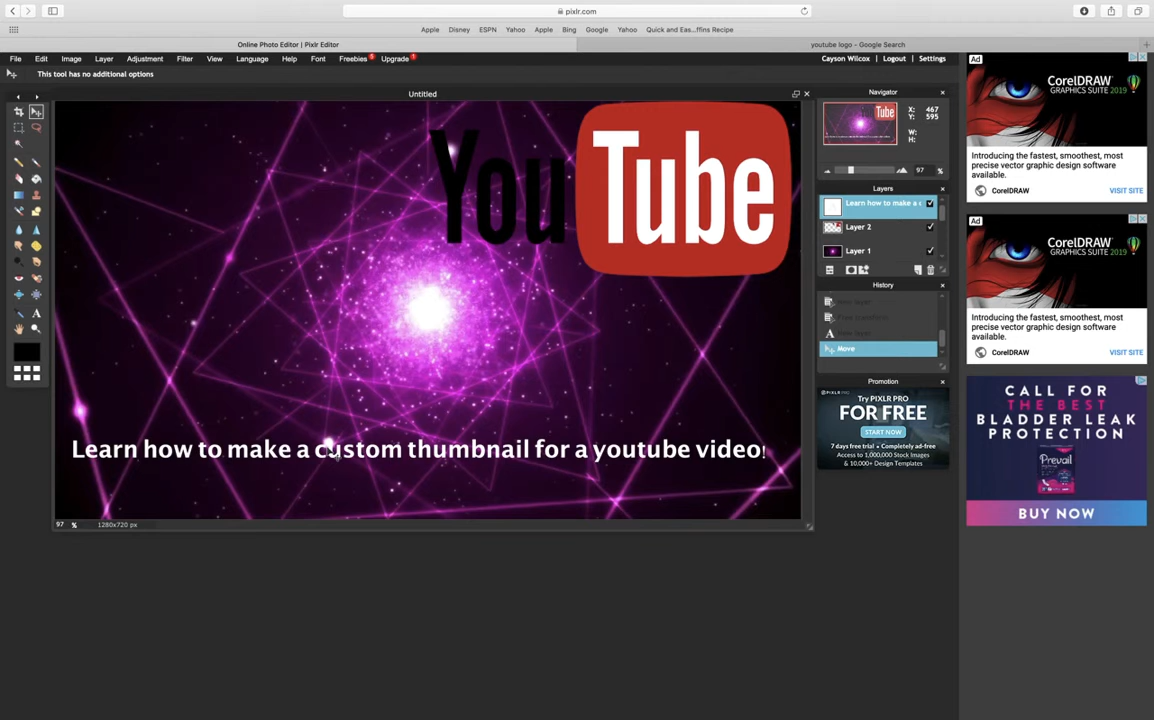 pixlr.com
Apple Disney ESPN Yahoo Apple Bing Google Yahoo Quick and Eas...ffins Recipe
Online Photo Editor | Pixlr Editor
youtube logo - Google Search
File Edit Image Layer Adjustment Filter View Language Help Font Freebies Upgrade
Cayson Wilcox | Logout | Settings
This tool has no additional options
Untitled
You Tube
Learn how to make a custom thumbnail for a youtube video!
97 % 1280x720 px
Navigator
X: 467
Y: 595
W:
H:
97 %
Layers
Learn how to make a c
Layer 2
Layer 1
History
Move
Promotion
PIXLR PRO
Try PIXLR PRO
FOR FREE
START NOW
7 days free trial • Completely ad-free
Access to 1,000,000 Stock Images
& 10,000+ Design Templates
Ad
CorelDRAW
GRAPHICS SUITE 2019
Introducing the fastest, smoothest, most
precise vector graphic design software
available.
CorelDRAW VISIT SITE
Ad
CorelDRAW
GRAPHICS SUITE 2019
Introducing the fastest, smoothest, most
precise vector graphic design software
available.
CorelDRAW VISIT SITE
CALL FOR
THE BEST
BLADDER LEAK
PROTECTION
Prevail
BUY NOW